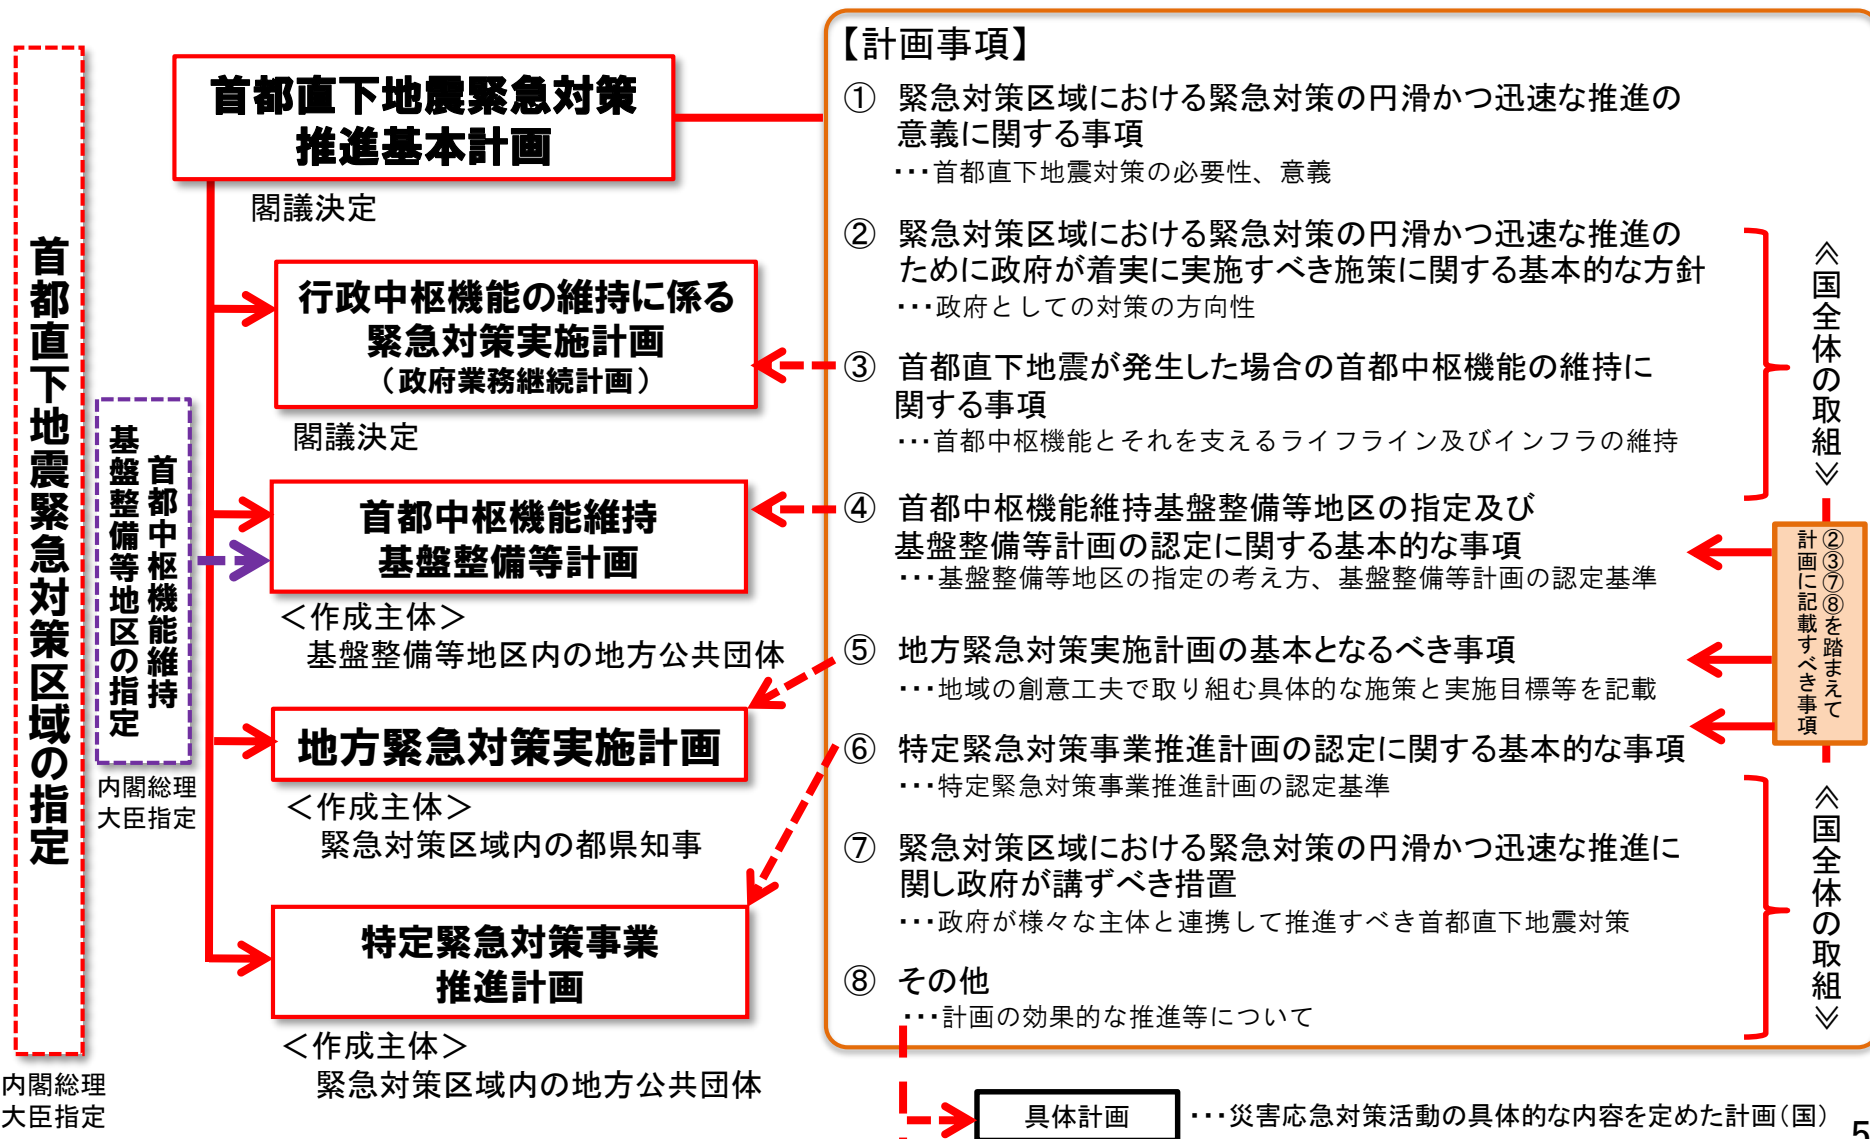 首都直下地震緊急対策区域の指定
内閣総理
大臣指定
首都中枢機能維持
基盤整備等地区の指定
内閣総理
大臣指定
首都直下地震緊急対策
推進基本計画
閣議決定
行政中枢機能の維持に係る
緊急対策実施計画
（政府業務継続計画）
閣議決定
首都中枢機能維持
基盤整備等計画
＜作成主体＞
基盤整備等地区内の地方公共団体
地方緊急対策実施計画
＜作成主体＞
緊急対策区域内の都県知事
特定緊急対策事業
推進計画
＜作成主体＞
緊急対策区域内の地方公共団体
【計画事項】
① 緊急対策区域における緊急対策の円滑かつ迅速な推進の
意義に関する事項
･･･首都直下地震対策の必要性、意義
② 緊急対策区域における緊急対策の円滑かつ迅速な推進の
ために政府が着実に実施すべき施策に関する基本的な方針
･･･政府としての対策の方向性
③ 首都直下地震が発生した場合の首都中枢機能の維持に
関する事項
･･･首都中枢機能とそれを支えるライフライン及びインフラの維持
④ 首都中枢機能維持基盤整備等地区の指定及び
基盤整備等計画の認定に関する基本的な事項
･･･基盤整備等地区の指定の考え方、基盤整備等計画の認定基準
⑤ 地方緊急対策実施計画の基本となるべき事項
･･･地域の創意工夫で取り組む具体的な施策と実施目標等を記載
⑥ 特定緊急対策事業推進計画の認定に関する基本的な事項
･･･特定緊急対策事業推進計画の認定基準
⑦ 緊急対策区域における緊急対策の円滑かつ迅速な推進に
関し政府が講ずべき措置
･･･政府が様々な主体と連携して推進すべき首都直下地震対策
⑧ その他
･･･計画の効果的な推進等について
≪国全体の取組≫
②③⑦⑧を踏まえて
計画に記載すべき事項
≪国全体の取組≫
具体計画
･･･災害応急対策活動の具体的な内容を定めた計画（国）
5